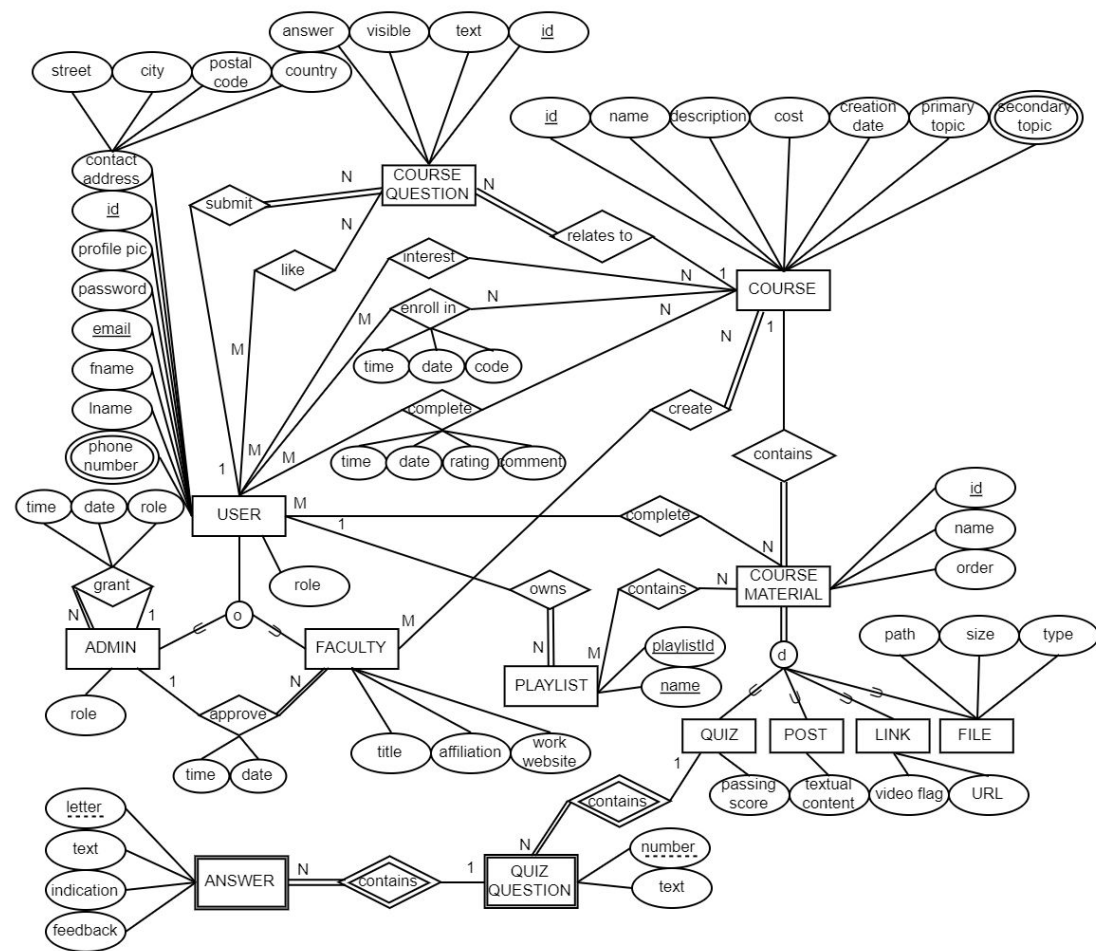 answer
visible
text
id
street
city
postal
code
country
id
name
description
cost
creation
date
primary
topic
secondary
topic
contact
address
id
profile pic
password
email
fname
lname
phone
number
COURSE
QUESTION
N
N
N
submit
like
relates to
interest
enroll in
M
N
N
N
1
COURSE
N
1
time
date
code
M
complete
time
date
rating
comment
create
contains
1
M
M
time
date
role
USER
M
1
complete
N
id
name
order
COURSE
MATERIAL
grant
role
owns
contains
N
N
1
o
ADMIN
FACULTY
M
N
PLAYLIST
M
playlistId
name
d
path
size
type
1
N
approve
role
time
date
title
affiliation
work
website
QUIZ
POST
LINK
FILE
1
passing
score
textual
content
video flag
URL
contains
N
letter
text
indication
feedback
ANSWER
N
contains
1
QUIZ
QUESTION
number
text